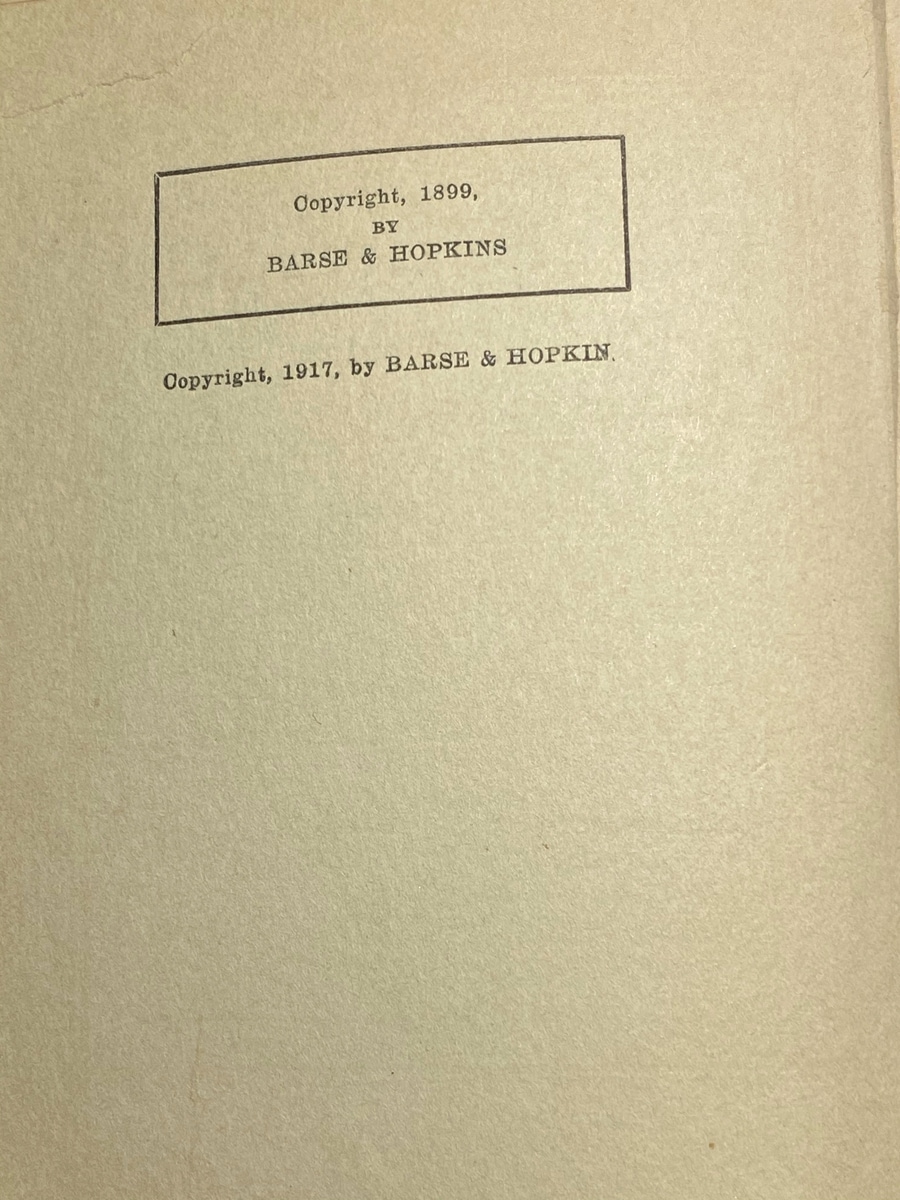 Copyright, 1899,
BY
BARSE & HOPKINS
Copyright, 1917, by BARSE & HOPKIN.